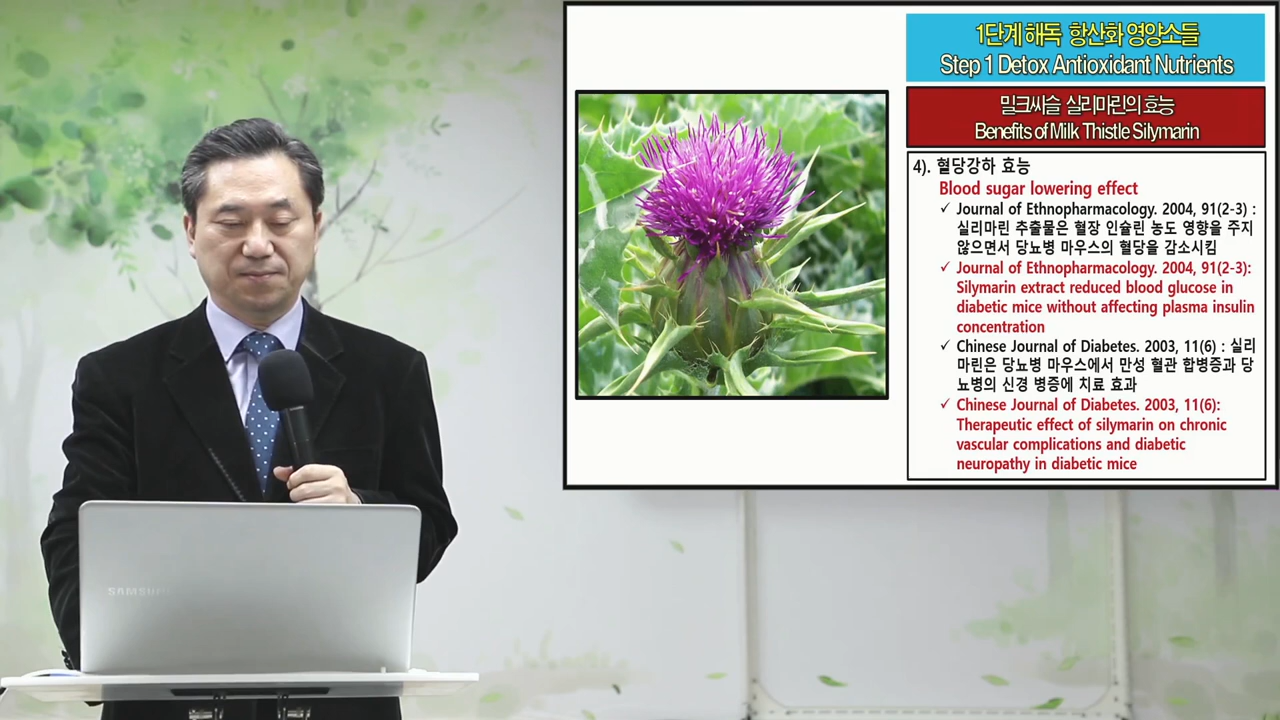 1단계 해독 항산화 영양소들
Step 1 Detox Antioxidant Nutrients
밀크씨슬 실리마린의 효능
Benefits of Milk Thistle Silymarin
4). 혈당강하 효능
Blood sugar lowering effect
✓ Journal of Ethnopharmacology. 2004, 91(2-3) :
실리마린 추출물은 혈장 인슐린 농도 영향을 주지
않으면서 당뇨병 마우스의 혈당을 감소시킴
✓ Journal of Ethnopharmacology. 2004, 91(2-3):
Silymarin extract reduced blood glucose in
diabetic mice without affecting plasma insulin
concentration
✓ Chinese Journal of Diabetes. 2003, 11(6) : 실리
마린은 당뇨병 마우스에서 만성 혈관 합병증과 당
뇨병의 신경 병증에 치료 효과
✓ Chinese Journal of Diabetes. 2003, 11(6):
Therapeutic effect of silymarin on chronic
vascular complications and diabetic
neuropathy in diabetic mice
SAMSUNG